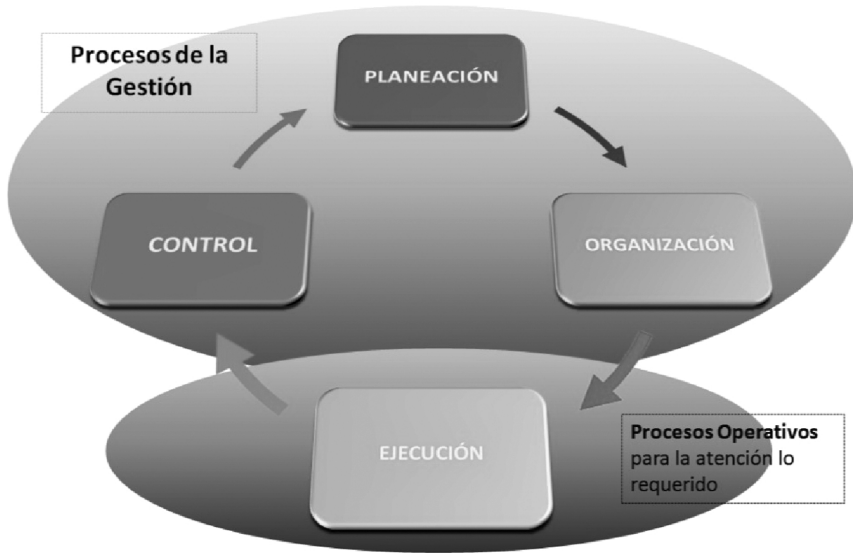 Procesos de la
Gestión
PLANEACIÓN
CONTROL
ORGANIZACIÓN
EJECUCIÓN
Procesos Operativos
para la atención lo
requerido